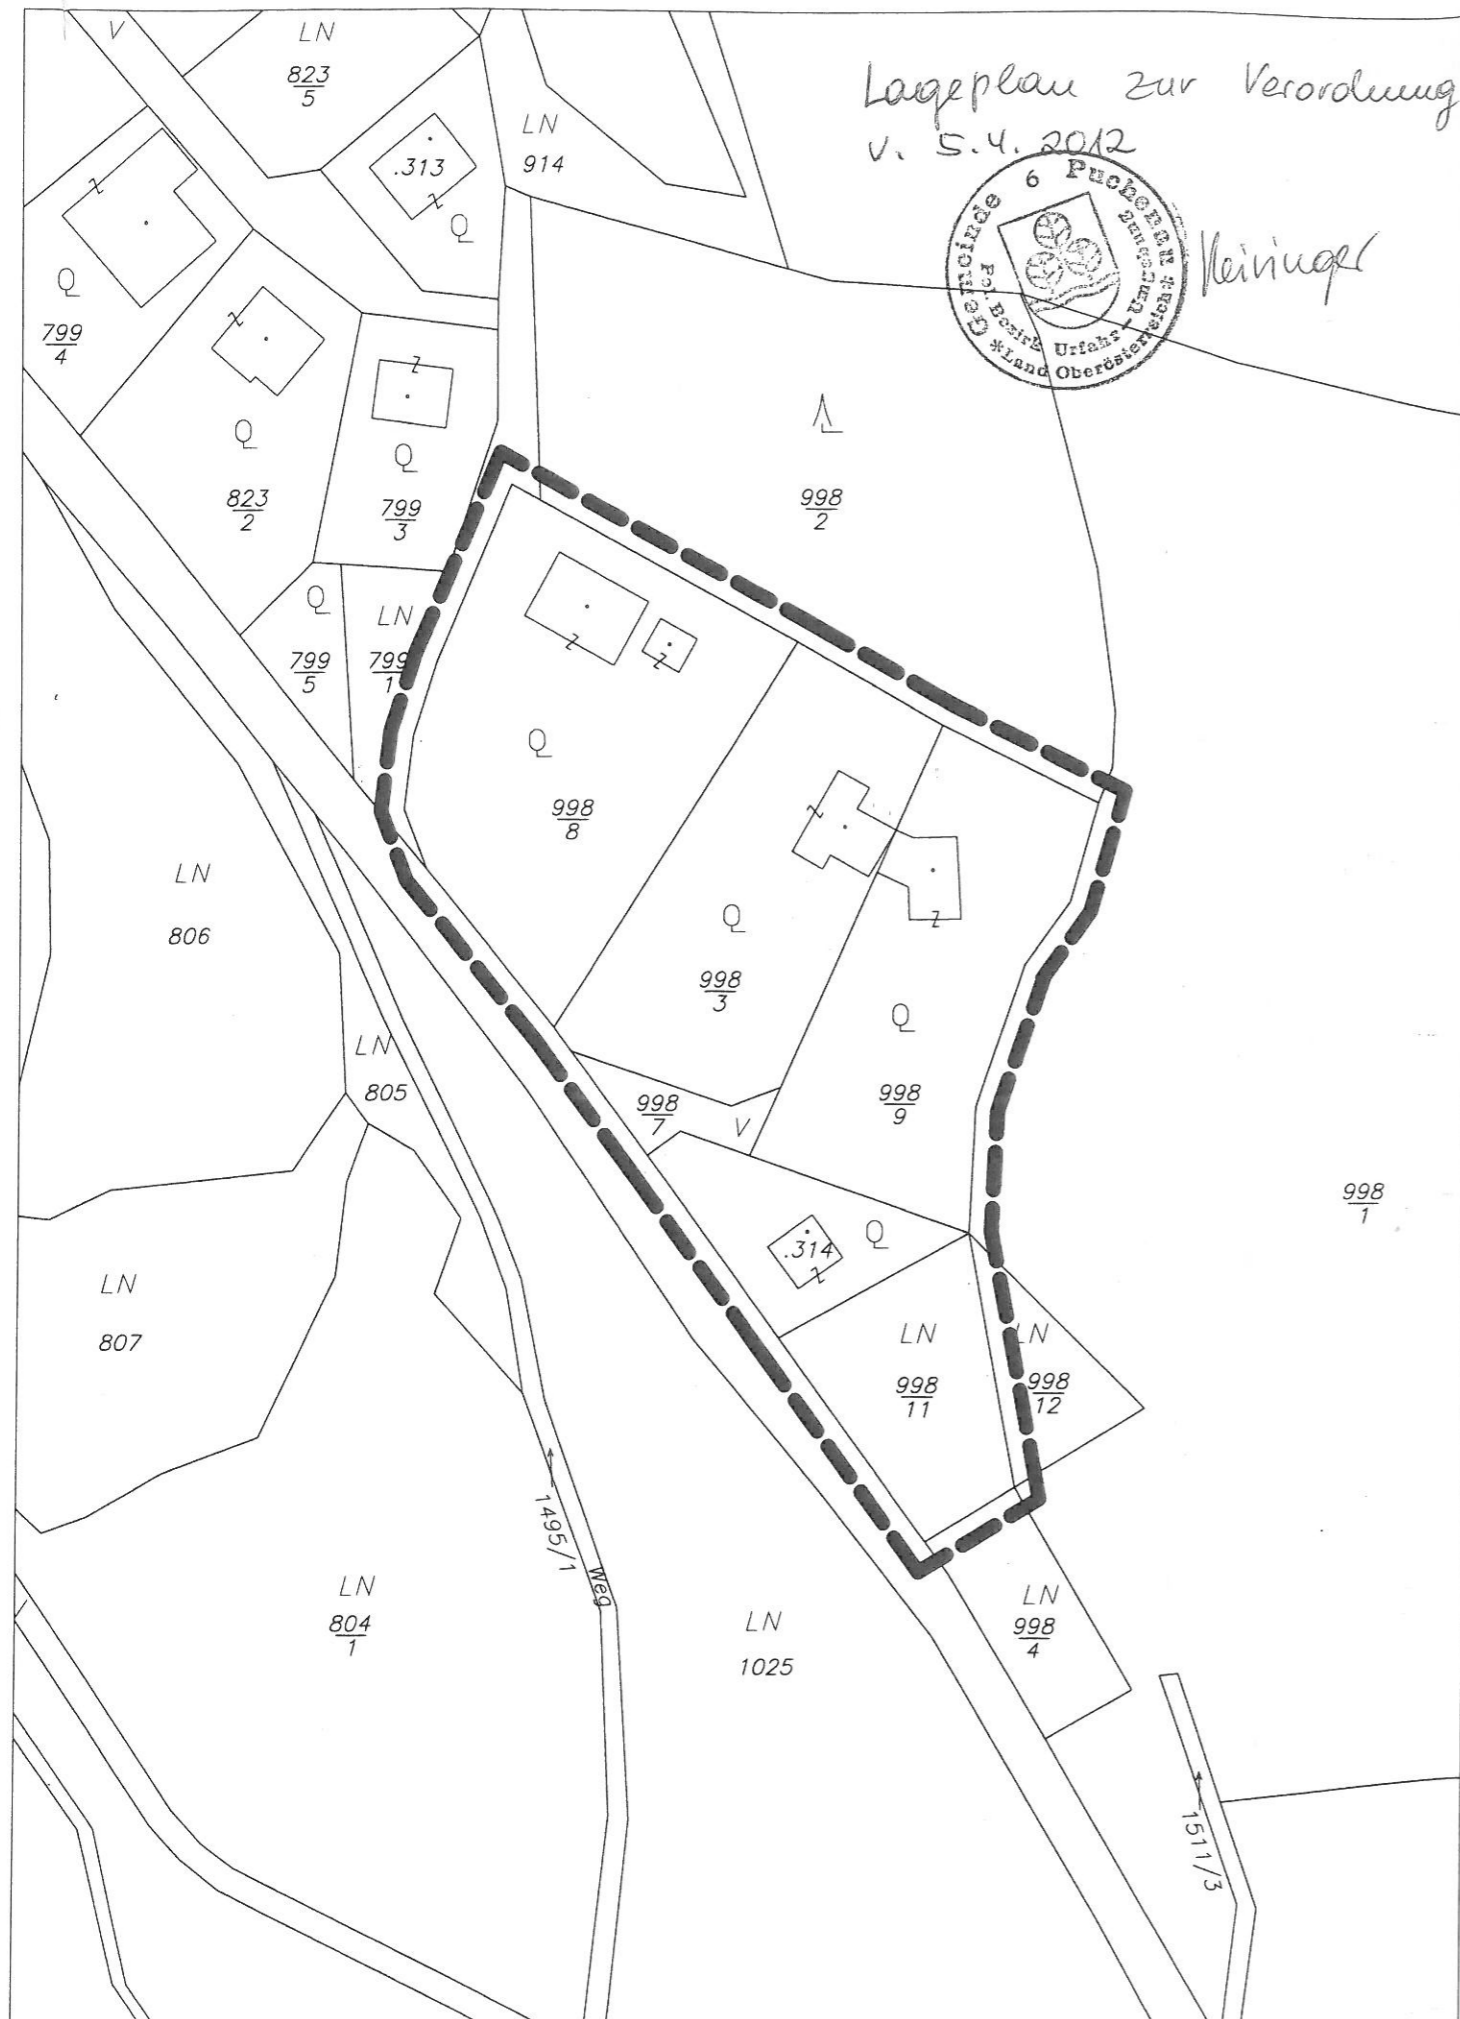 V
LN
823
5
Lageplan zur Verordnung
v. 5.4. 2012
.313
LN
914
Gemeinde 6 Puchenau
Pol. Bezirk Urfahr-Umgebung
*Land Oberösterreich*
799
4
823
2
799
3
998
2
799
5
LN
799
1
998
8
LN
806
998
3
LN
805
998
7
V
998
9
998
1
.314
LN
807
LN
998
11
LN
998
12
1495/1
Weg
LN
804
1
LN
1025
LN
998
4
1511/3